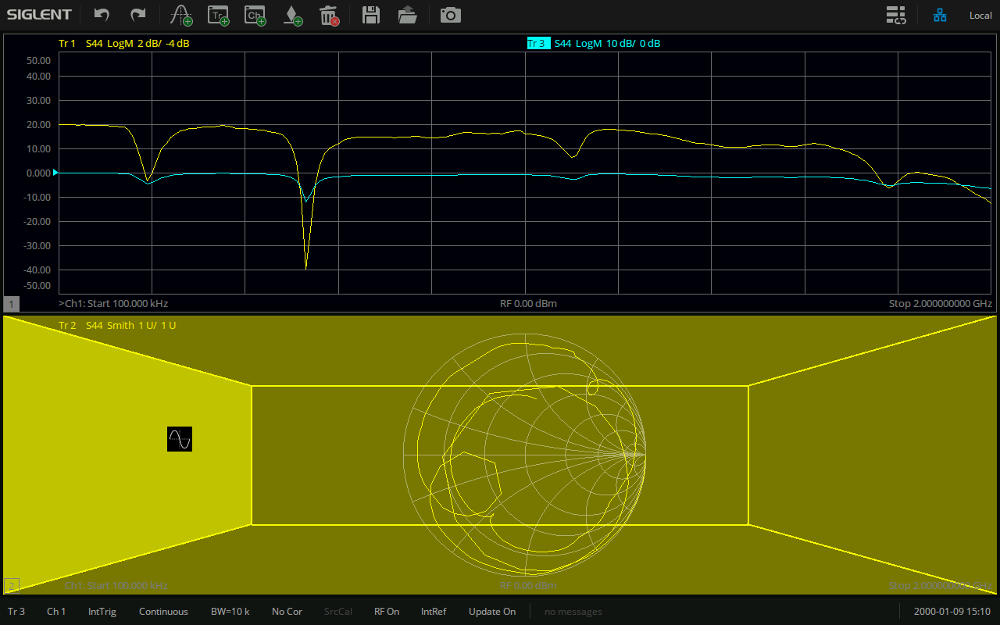 SIGLENT Tr Ch Local
Tr 1 S44 LogM 2 dB/ -4 dB Tr 3 S44 LogM 10 dB/ 0 dB
50.00
40.00
30.00
20.00
10.00
0.000
-10.00
-20.00
-30.00
-40.00
-50.00
1 >Ch1: Start 100.000 kHz RF 0.00 dBm Stop 2.000000000 GHz
Tr 2 S44 Smith 1 U/ 1 U
2 Ch1: Start 100.000 kHz RF 0.00 dBm Stop 2.000000000 GHz
Tr 3 Ch 1 IntTrig Continuous BW=10 k No Cor SrcCal RF On IntRef Update On no messages 2000-01-09 15:10